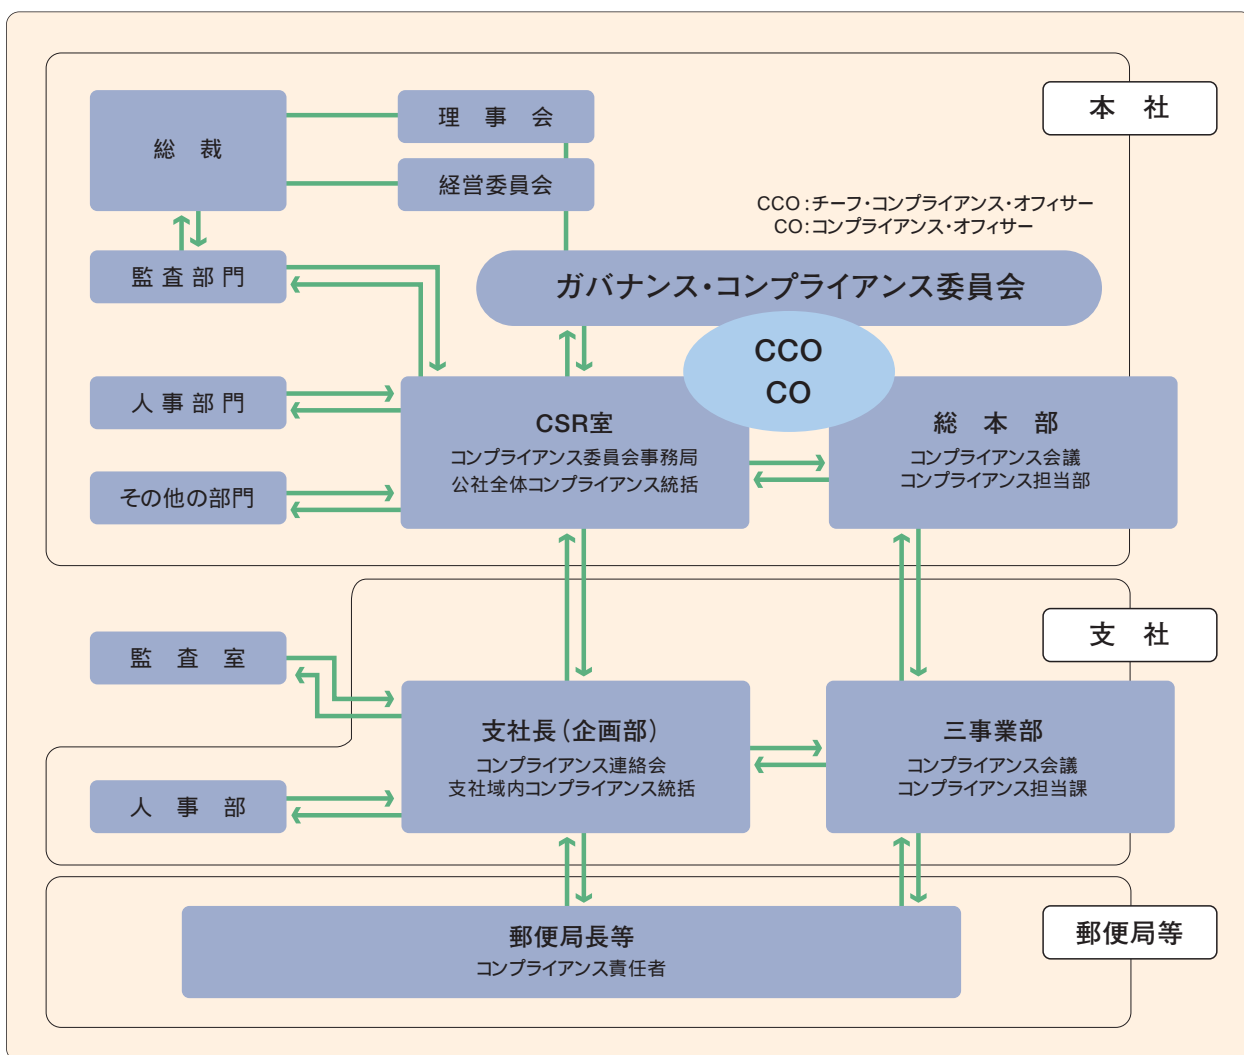 本 社
総 裁
理 事 会
経営委員会
CCO:チーフ・コンプライアンス・オフィサー
CO:コンプライアンス・オフィサー
監査部門
ガバナンス・コンプライアンス委員会
CCO
CO
人事部門
CSR室
コンプライアンス委員会事務局
公社全体コンプライアンス統括
総 本 部
コンプライアンス会議
コンプライアンス担当部
その他の部門
支 社
監 査 室
支社長(企画部)
コンプライアンス連絡会
支社域内コンプライアンス統括
三事業部
コンプライアンス会議
コンプライアンス担当課
人 事 部
郵便局等
郵便局長等
コンプライアンス責任者